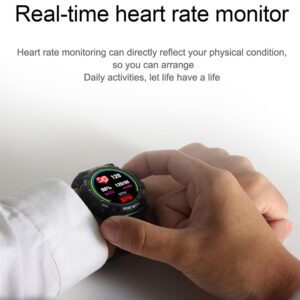 Real-time heart rate monitor
Heart rate monitoring can directly reflect your physical condition,
so you can arrange
Daily activities, let life have a life
120